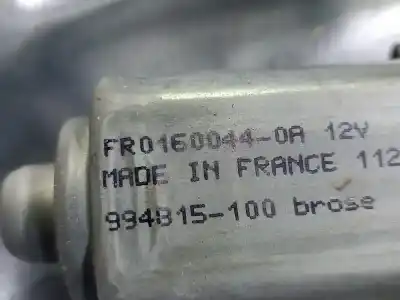 FR0160044-0A 12V
MADE IN FRANCE 112
994815-100 brose